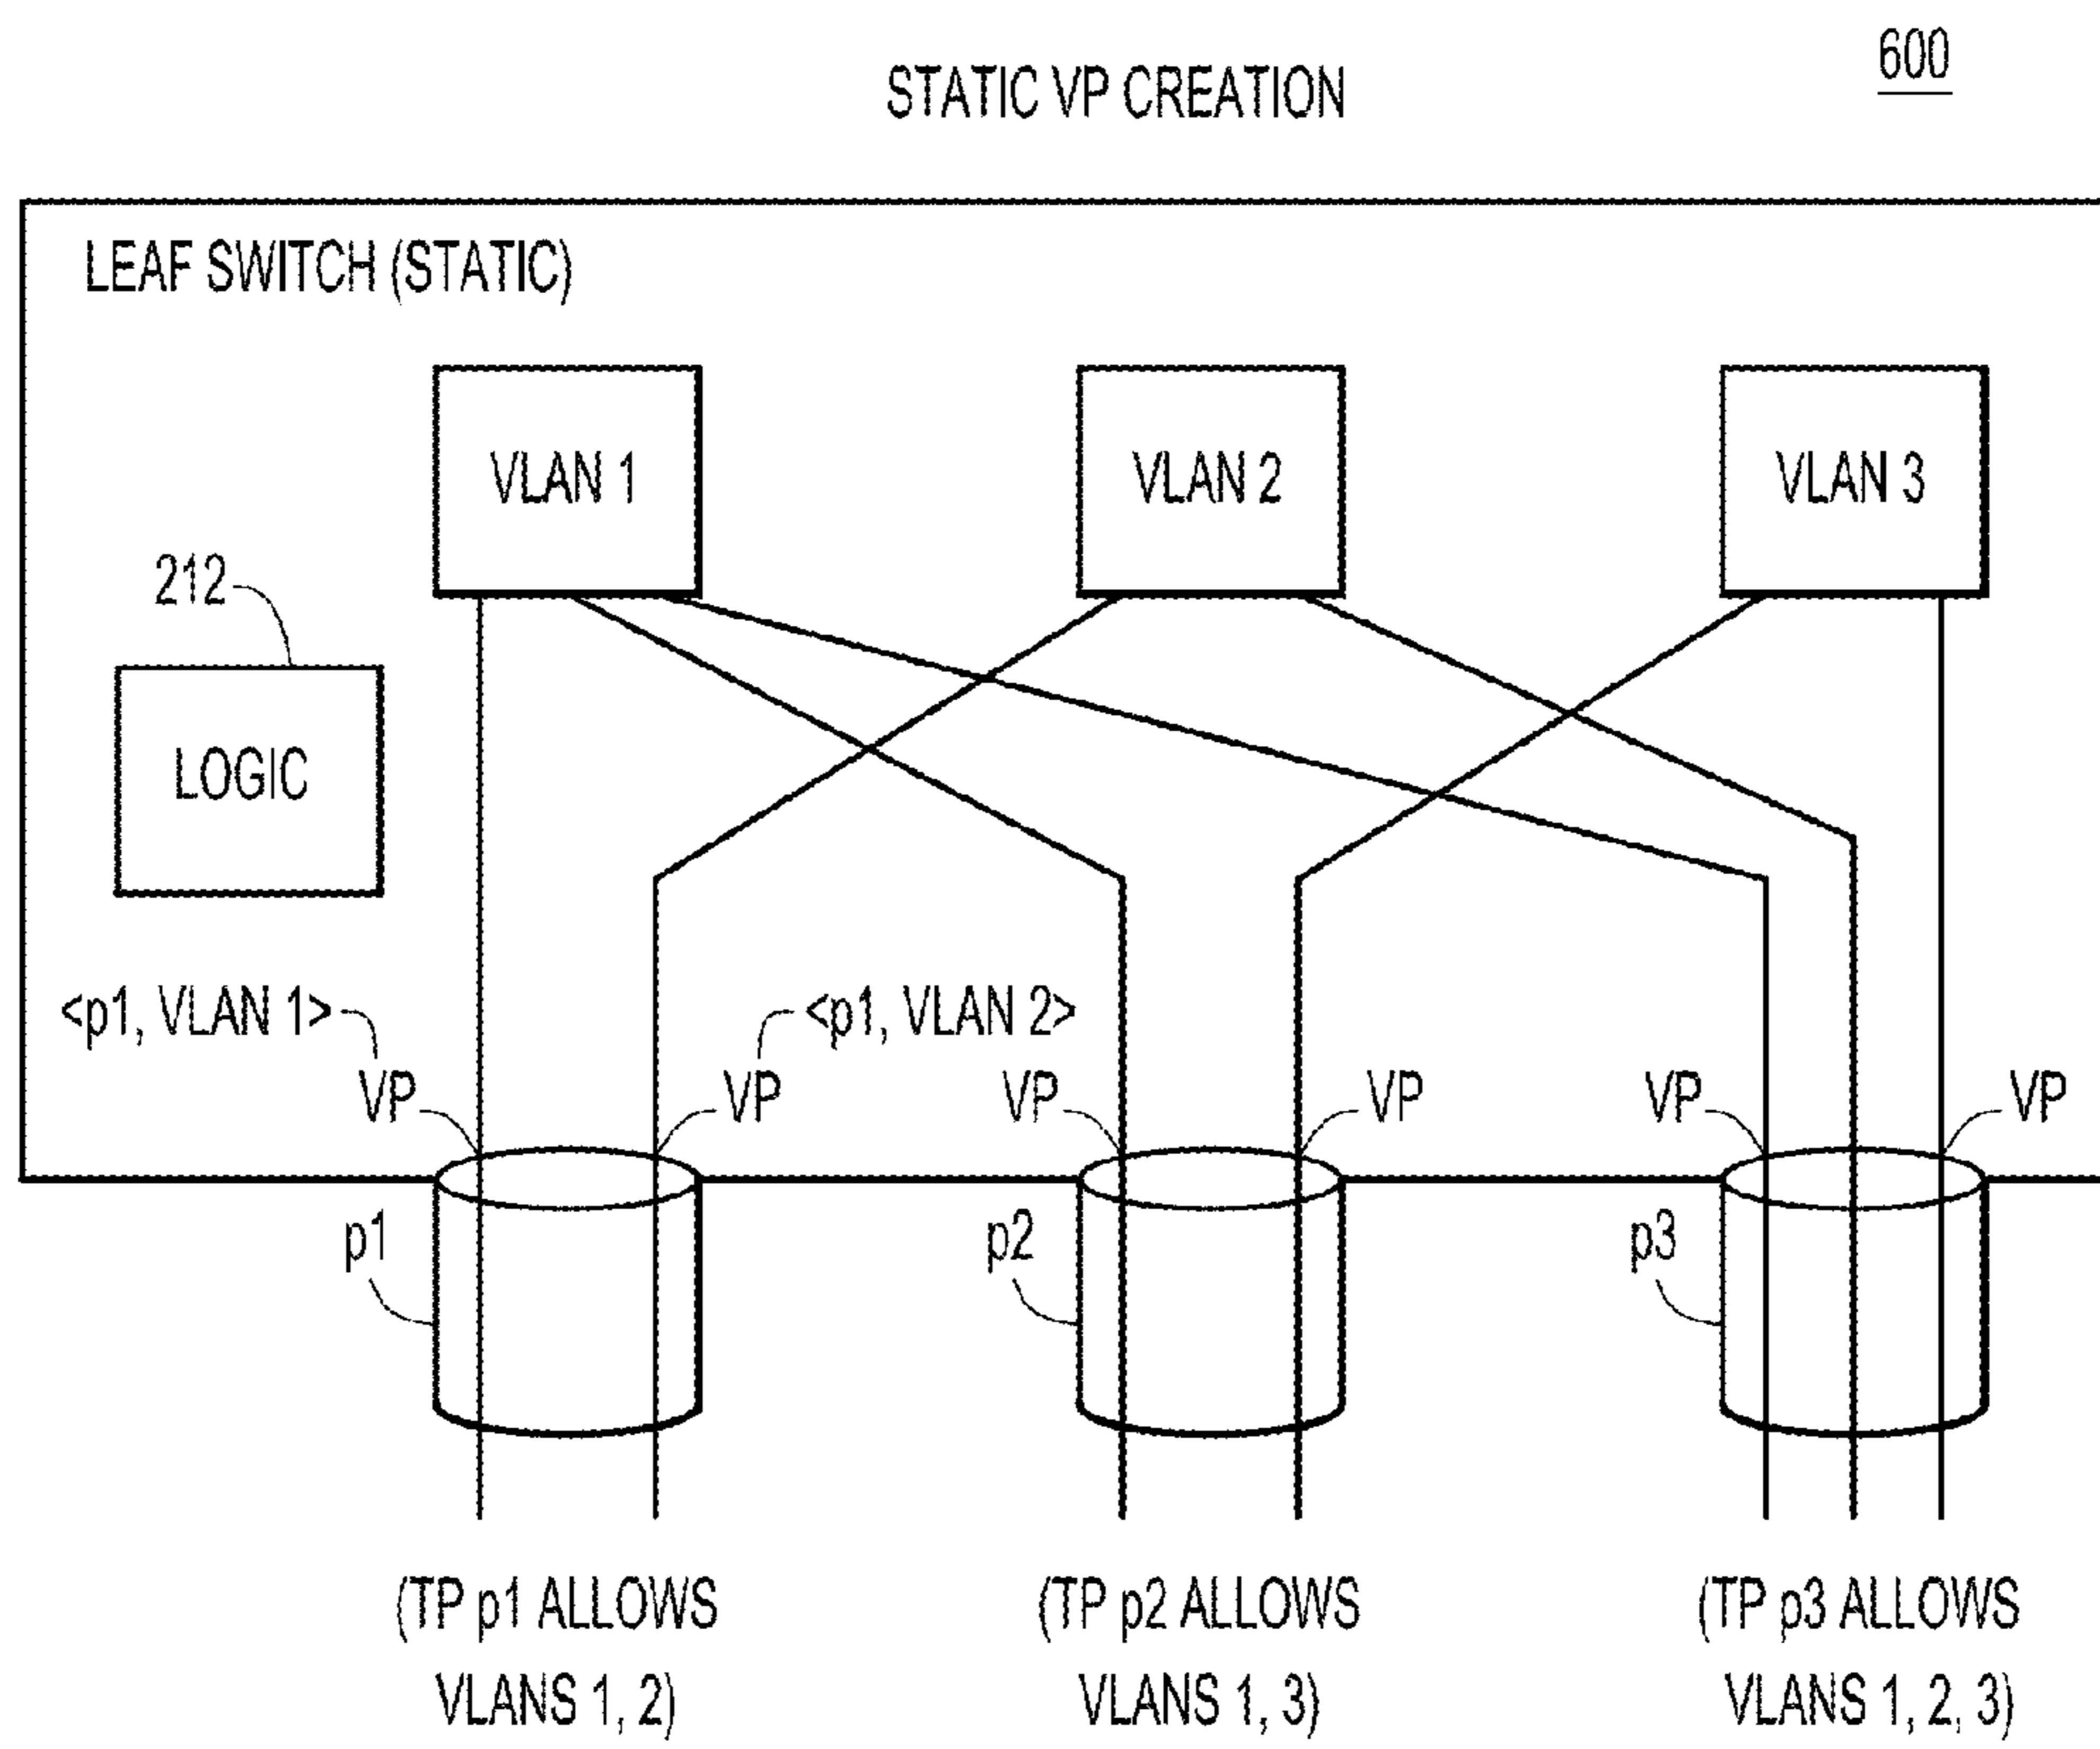 600
STATIC VP CREATION
LEAF SWITCH (STATIC)
VLAN 1
VLAN 2
VLAN 3
212
LOGIC
<p1, VLAN 1>
<p1, VLAN 2>
VP
VP
VP
VP
VP
VP
p1
p2
p3
(TP p1 ALLOWS
VLANS 1, 2)
(TP p2 ALLOWS
VLANS 1, 3)
(TP p3 ALLOWS
VLANS 1, 2, 3)